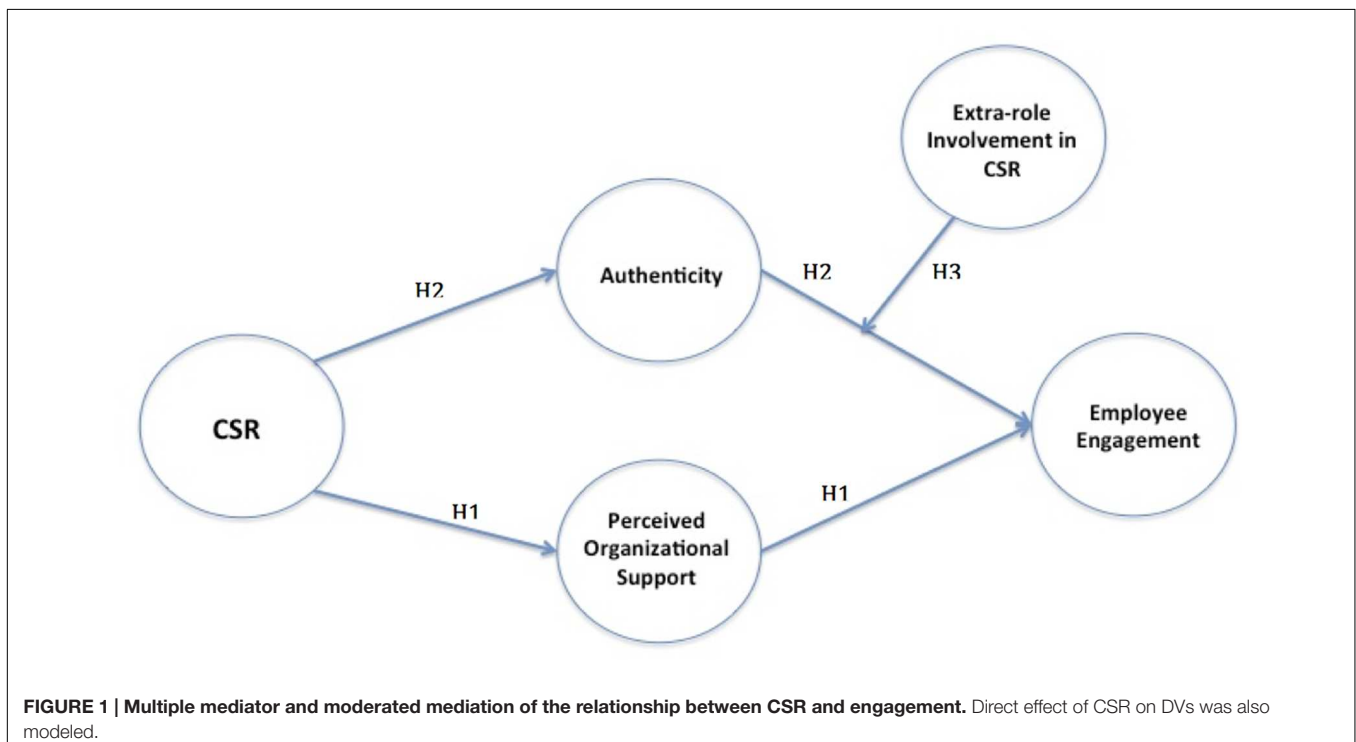 Extra-role
Involvement in
CSR
Authenticity
H2
H2
H3
CSR
Employee
Engagement
H1
H1
Perceived
Organizational
Support
FIGURE 1 | Multiple mediator and moderated mediation of the relationship between CSR and engagement. Direct effect of CSR on DVs was also
modeled.